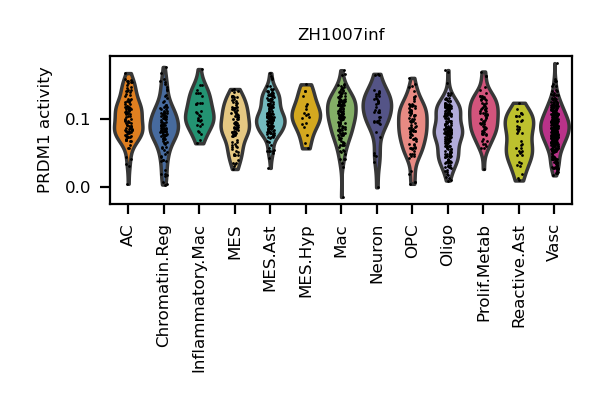 ZH1007inf
PRDM1 activity
0.1
0.0
AC
Chromatin.Reg
Inflammatory.Mac
MES
MES.Ast
MES.Hyp
Mac
Neuron
OPC
Oligo
Prolif.Metab
Reactive.Ast
Vasc